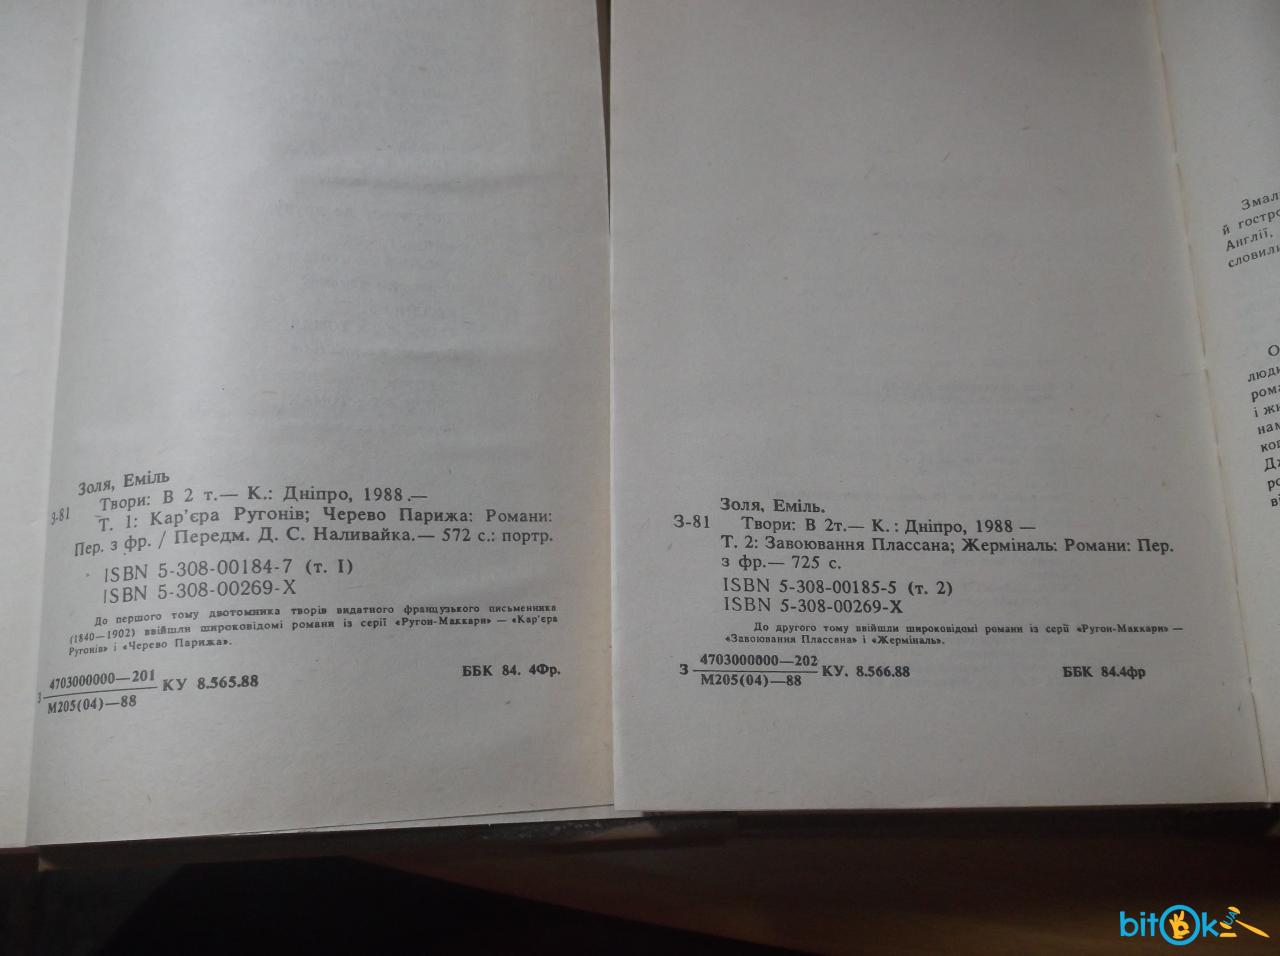 Золя, Еміль
З-81
Твори: В 2 т.— К.: Дніпро, 1988.—
Т. 1: Кар’єра Ругонів; Черево Парижа: Романи:
Пер. з фр. / Передм. Д. С. Наливайка.— 572 с.: портр.
ISBN 5-308-00184-7 (т. I)
ISBN 5-308-00269-X
До першого тому двотомника творів видатного французького письменника
(1840—1902) ввійшли широковідомі романи із серії «Ругон-Маккари» — «Кар’єра
Ругонів» і «Черево Парижа».
З 4703000000—201 КУ 8.565.88
М205(04)—88
ББК 84. 4Фр.
Золя, Еміль.
З-81
Твори: В 2т.— К. : Дніпро, 1988 —
Т. 2: Завоювання Плассана; Жерміналь: Романи: Пер.
з фр.— 725 с.
ISBN 5-308-00185-5 (т. 2)
ISBN 5-308-00269-X
До другого тому ввійшли широковідомі романи із серії «Ругон-Маккари» —
«Завоювання Плассана» і «Жерміналь».
З 4703000000—202 КУ. 8.566.88
М205(04)—88
ББК 84.4фр
й
Англії,
і
bitOk UA